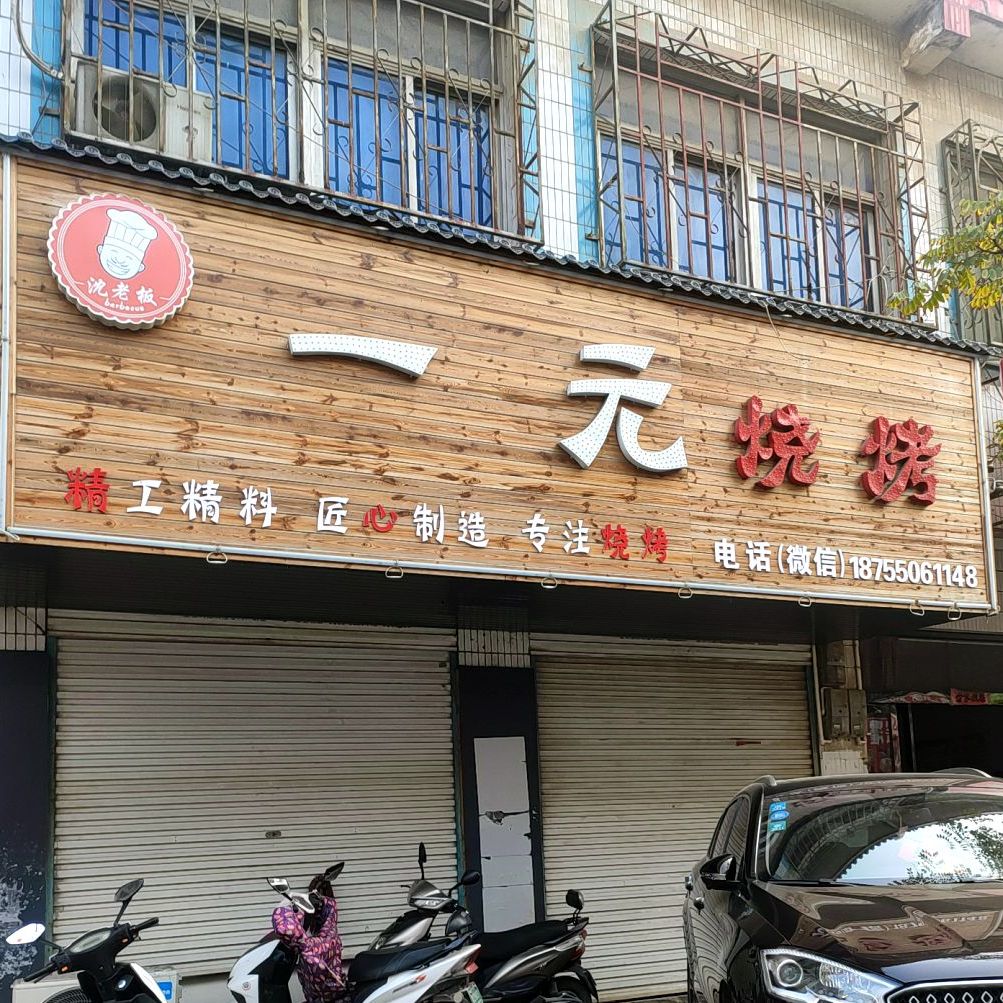 沈老板
barbecue
一元烧烤
精工精料 匠心制造 专注烧烤 电话(微信)18755061148